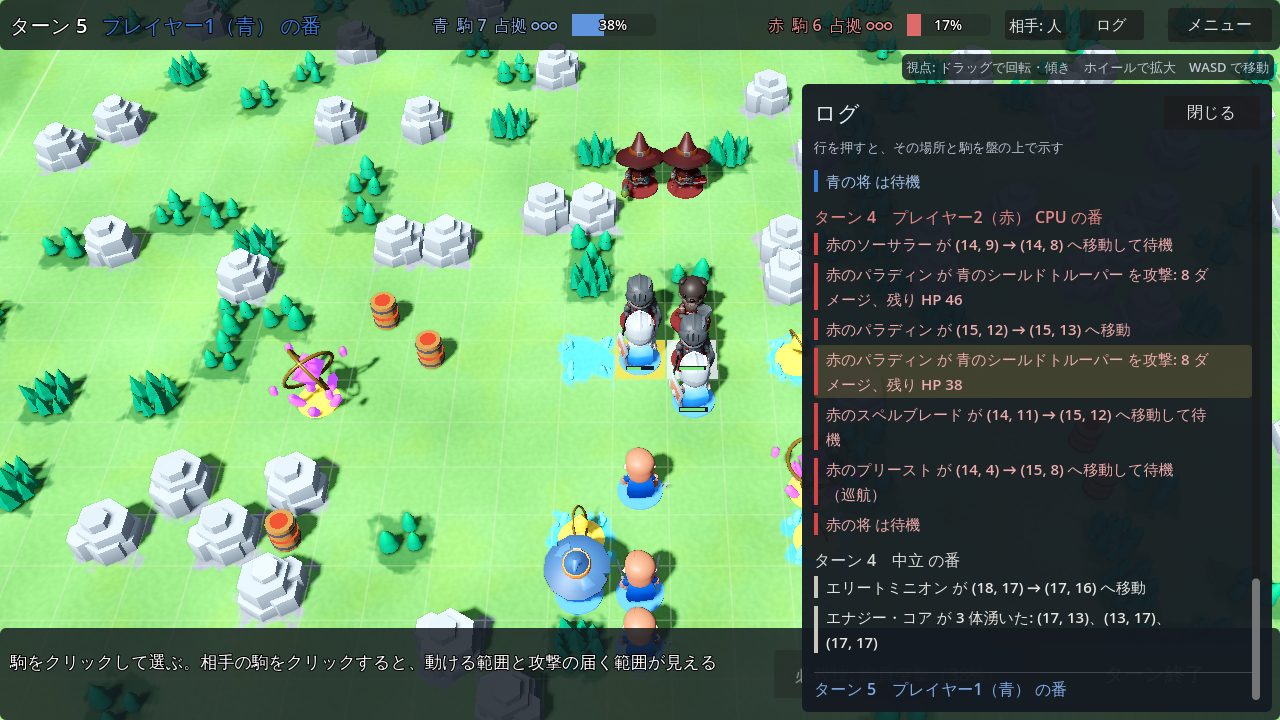 ターン 5 プレイヤー1（青） の番 青 駒 7 占拠 ○○○ 38% 赤 駒 6 占拠 ○○○ 17% 相手: 人 ログ メニュー
視点: ドラッグで回転・傾き ホイールで拡大 WASD で移動
ログ 閉じる
行を押すと、その場所と駒を盤の上で示す
青の将 は待機
ターン 4 プレイヤー2（赤） CPU の番
赤のソーサラー が (14, 9) → (14, 8) へ移動して待機
赤のパラディン が 青のシールドトルーパー を攻撃: 8 ダ
メージ、残り HP 46
赤のパラディン が (15, 12) → (15, 13) へ移動
赤のパラディン が 青のシールドトルーパー を攻撃: 8 ダ
メージ、残り HP 38
赤のスペルブレード が (14, 11) → (15, 12) へ移動して待
機
赤のプリースト が (14, 4) → (15, 8) へ移動して待機
（巡航）
赤の将 は待機
ターン 4 中立 の番
エリートミニオン が (18, 17) → (17, 16) へ移動
エナジー・コア が 3 体湧いた: (17, 13)、(13, 17)、
(17, 17)
ターン 5 プレイヤー1（青） の番
駒をクリックして選ぶ。相手の駒をクリックすると、動ける範囲と攻撃の届く範囲が見える
ターン終了